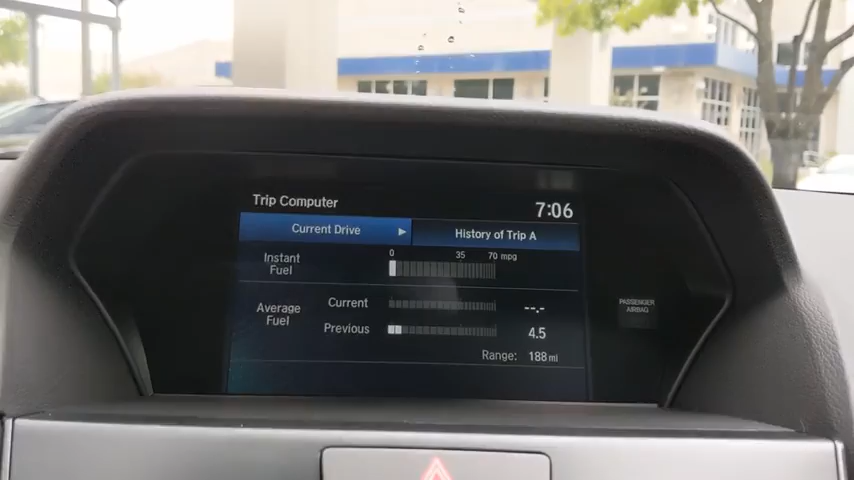 Trip Computer
7:06
Current Drive
History of Trip A
Instant
Fuel
0 35 70 mpg
Average
Fuel
Current --.-
Previous 4.5
Range: 188 mi
PASSENGER
AIRBAG